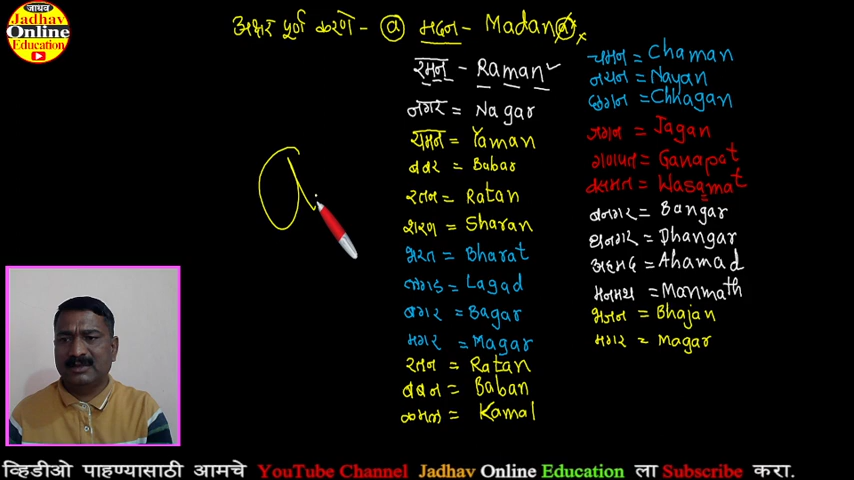 जाधव
Jadhav
Online
Education
अक्षर पूर्ण करणे - ⓐ मदन - Madan
रमन - Raman ✓
नगर = Nagar
यमन = Yaman
बबर = Babar
रतन = Ratan
शरण = Sharan
भरत = Bharat
लगड = Lagad
बगर = Bagar
मगर = Magar
रतन = Ratan
बबन = Baban
कमल = Kamal
चमन = Chaman
नयन = Nayan
छगन = Chhagan
जगन = Jagan
गणपत = Ganapat
वसमत = Wasamat
बनगर = Bangar
धनगर = Dhangar
अहमद = Ahamad
मनमथ = Manmath
भजन = Bhajan
मगर = Magar
a
व्हिडीओ पाहण्यासाठी आमचे YouTube Channel Jadhav Online Education ला Subscribe करा.